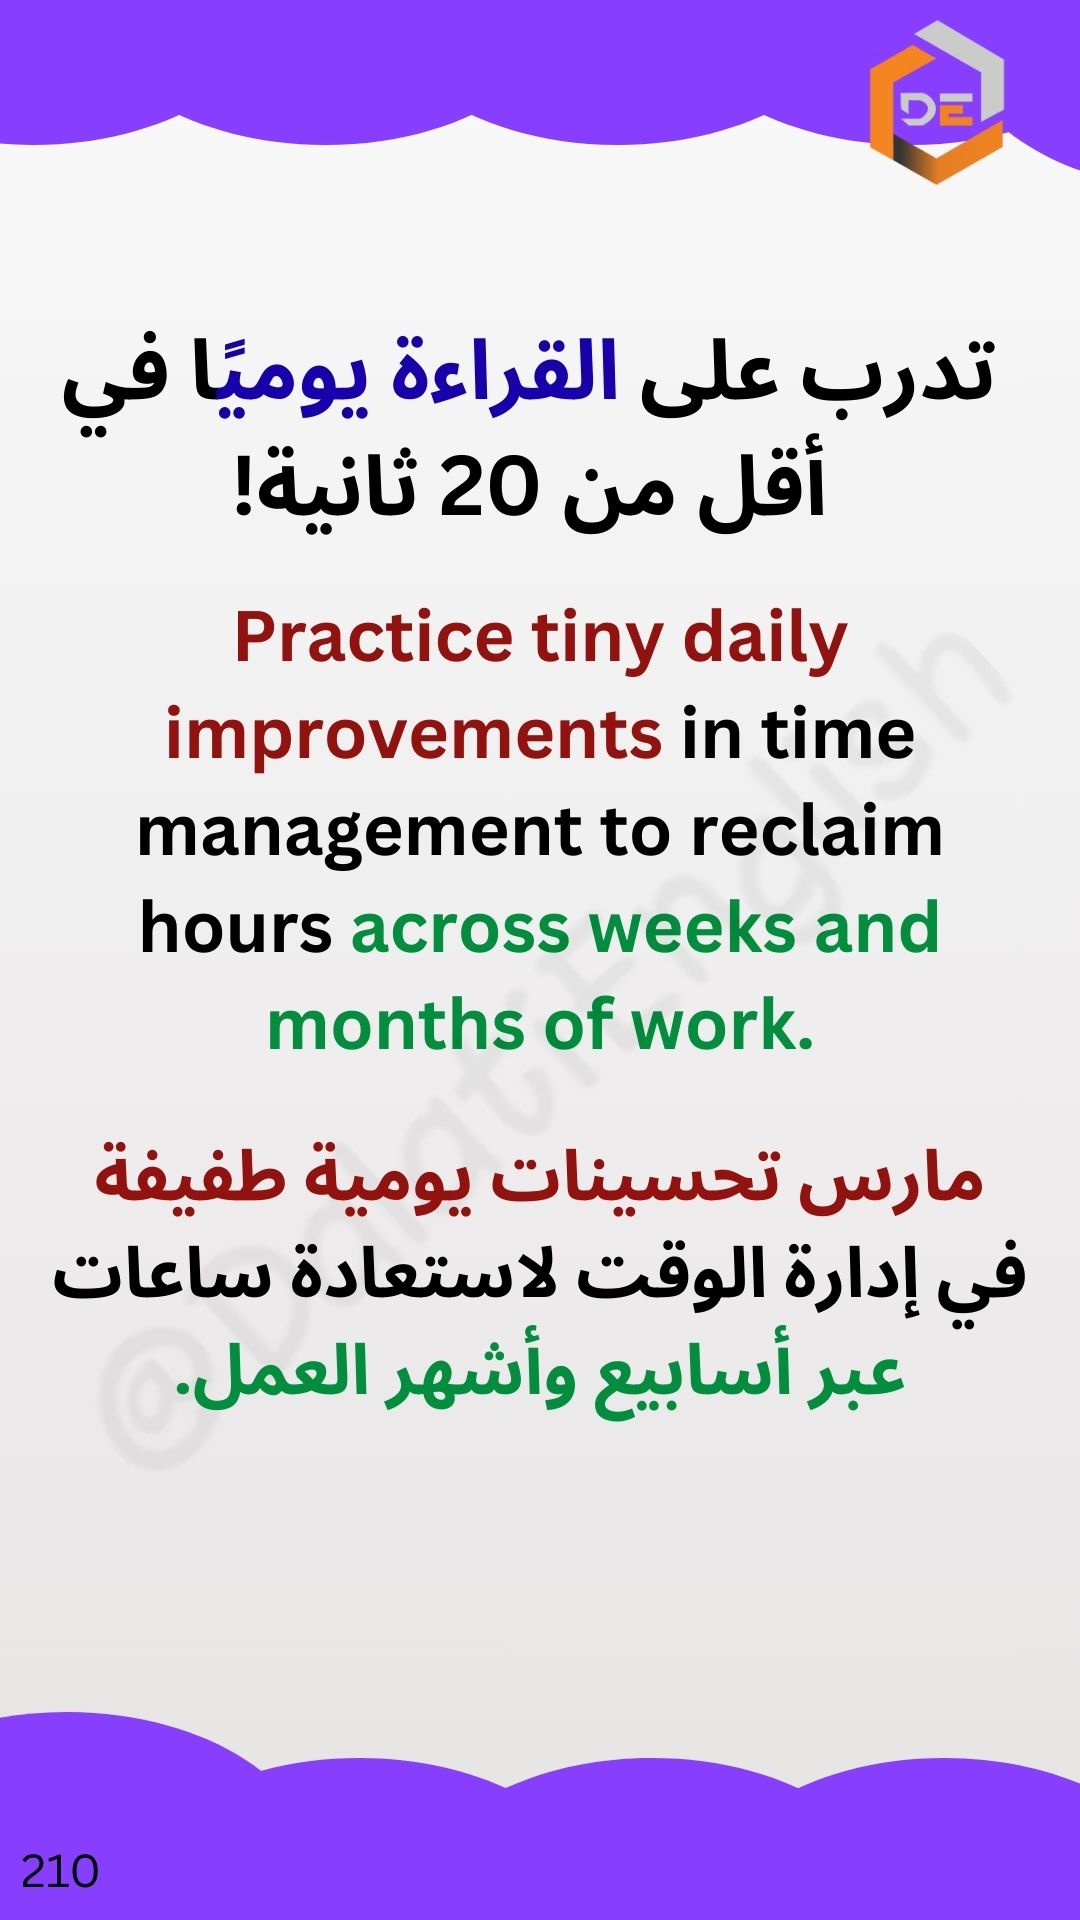 DE
تدرب على القراءة يوميًا في
أقل من 20 ثانية!
Practice tiny daily
improvements in time
management to reclaim
hours across weeks and
months of work.
مارس تحسينات يومية طفيفة
في إدارة الوقت لاستعادة ساعات
عبر أسابيع وأشهر العمل.
@DalatiEnglish
210